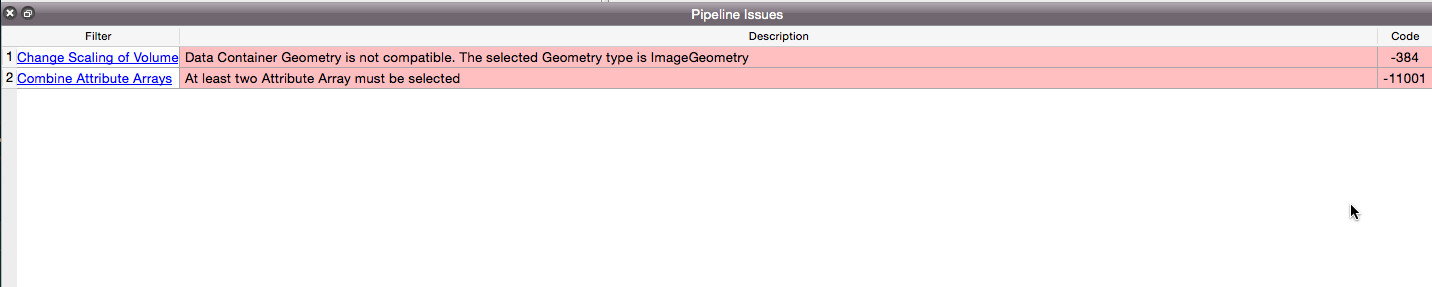 Pipeline Issues
Filter Description Code
1 Change Scaling of Volume Data Container Geometry is not compatible. The selected Geometry type is ImageGeometry -384
2 Combine Attribute Arrays At least two Attribute Array must be selected -11001